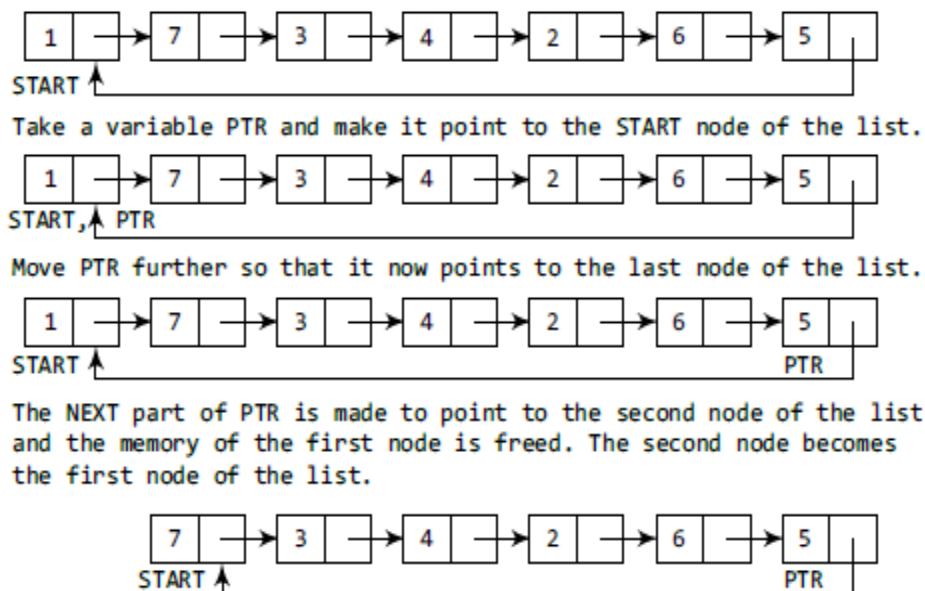 1 7 3 4 2 6 5
START
Take a variable PTR and make it point to the START node of the list.
1 7 3 4 2 6 5
START, PTR
Move PTR further so that it now points to the last node of the list.
1 7 3 4 2 6 5
START PTR
The NEXT part of PTR is made to point to the second node of the list
and the memory of the first node is freed. The second node becomes
the first node of the list.
7 3 4 2 6 5
START PTR